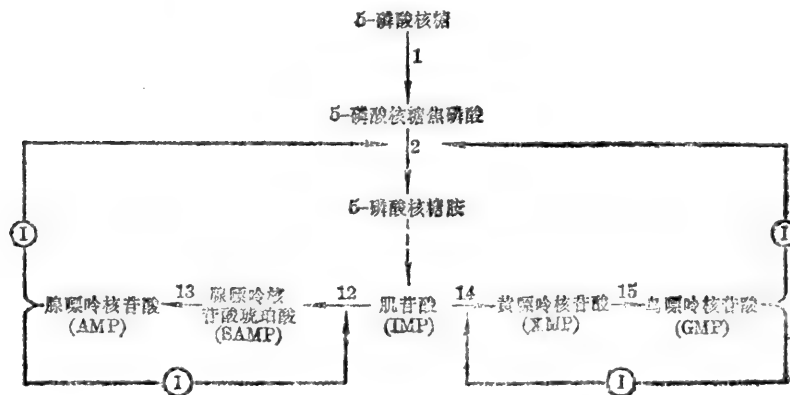 5-磷酸核糖
1
5-磷酸核糖焦磷酸
2
5-磷酸核糖胺
Ⓘ
Ⓘ
腺嘌呤核苷酸
(AMP)
13
腺嘌呤核
苷酸琥珀酸
(SAMP)
12
肌苷酸
(IMP)
14
黄嘌呤核苷酸
(XMP)
15
鸟嘌呤核苷酸
(GMP)
Ⓘ
Ⓘ